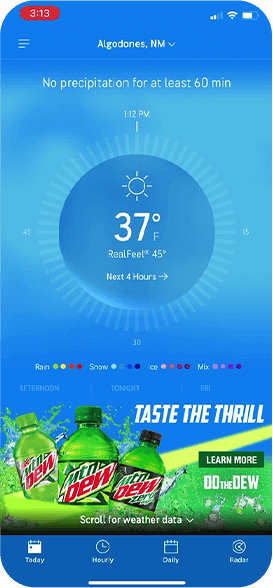 3:13
Algodones, NM
No precipitation for at least 60 min
1:12 PM
45
15
37°
F
RealFeel® 45°
Next 4 Hours →
30
Rain Snow Ice Mix
AFTERNOON TONIGHT FRI
TASTE THE THRILL
Mtn DEW
Mtn DEW
Mtn DEW
LEARN MORE
DO THE DEW
Scroll for weather data
Today Hourly Daily Radar